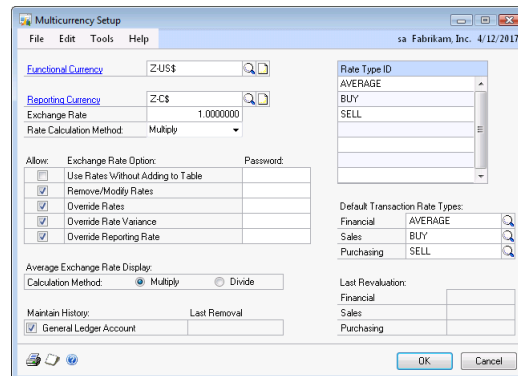 Multicurrency Setup
File Edit Tools Help sa Fabrikam, Inc. 4/12/2017
Functional Currency Z-US$
Reporting Currency Z-C$
Exchange Rate 1.0000000
Rate Calculation Method: Multiply
Allow: Exchange Rate Option: Password:
Use Rates Without Adding to Table
Remove/Modify Rates
Override Rates
Override Rate Variance
Override Reporting Rate
Average Exchange Rate Display:
Calculation Method: Multiply Divide
Maintain History: Last Removal
General Ledger Account
Rate Type ID
AVERAGE
BUY
SELL
Default Transaction Rate Types:
Financial AVERAGE
Sales BUY
Purchasing SELL
Last Revaluation:
Financial
Sales
Purchasing
OK Cancel